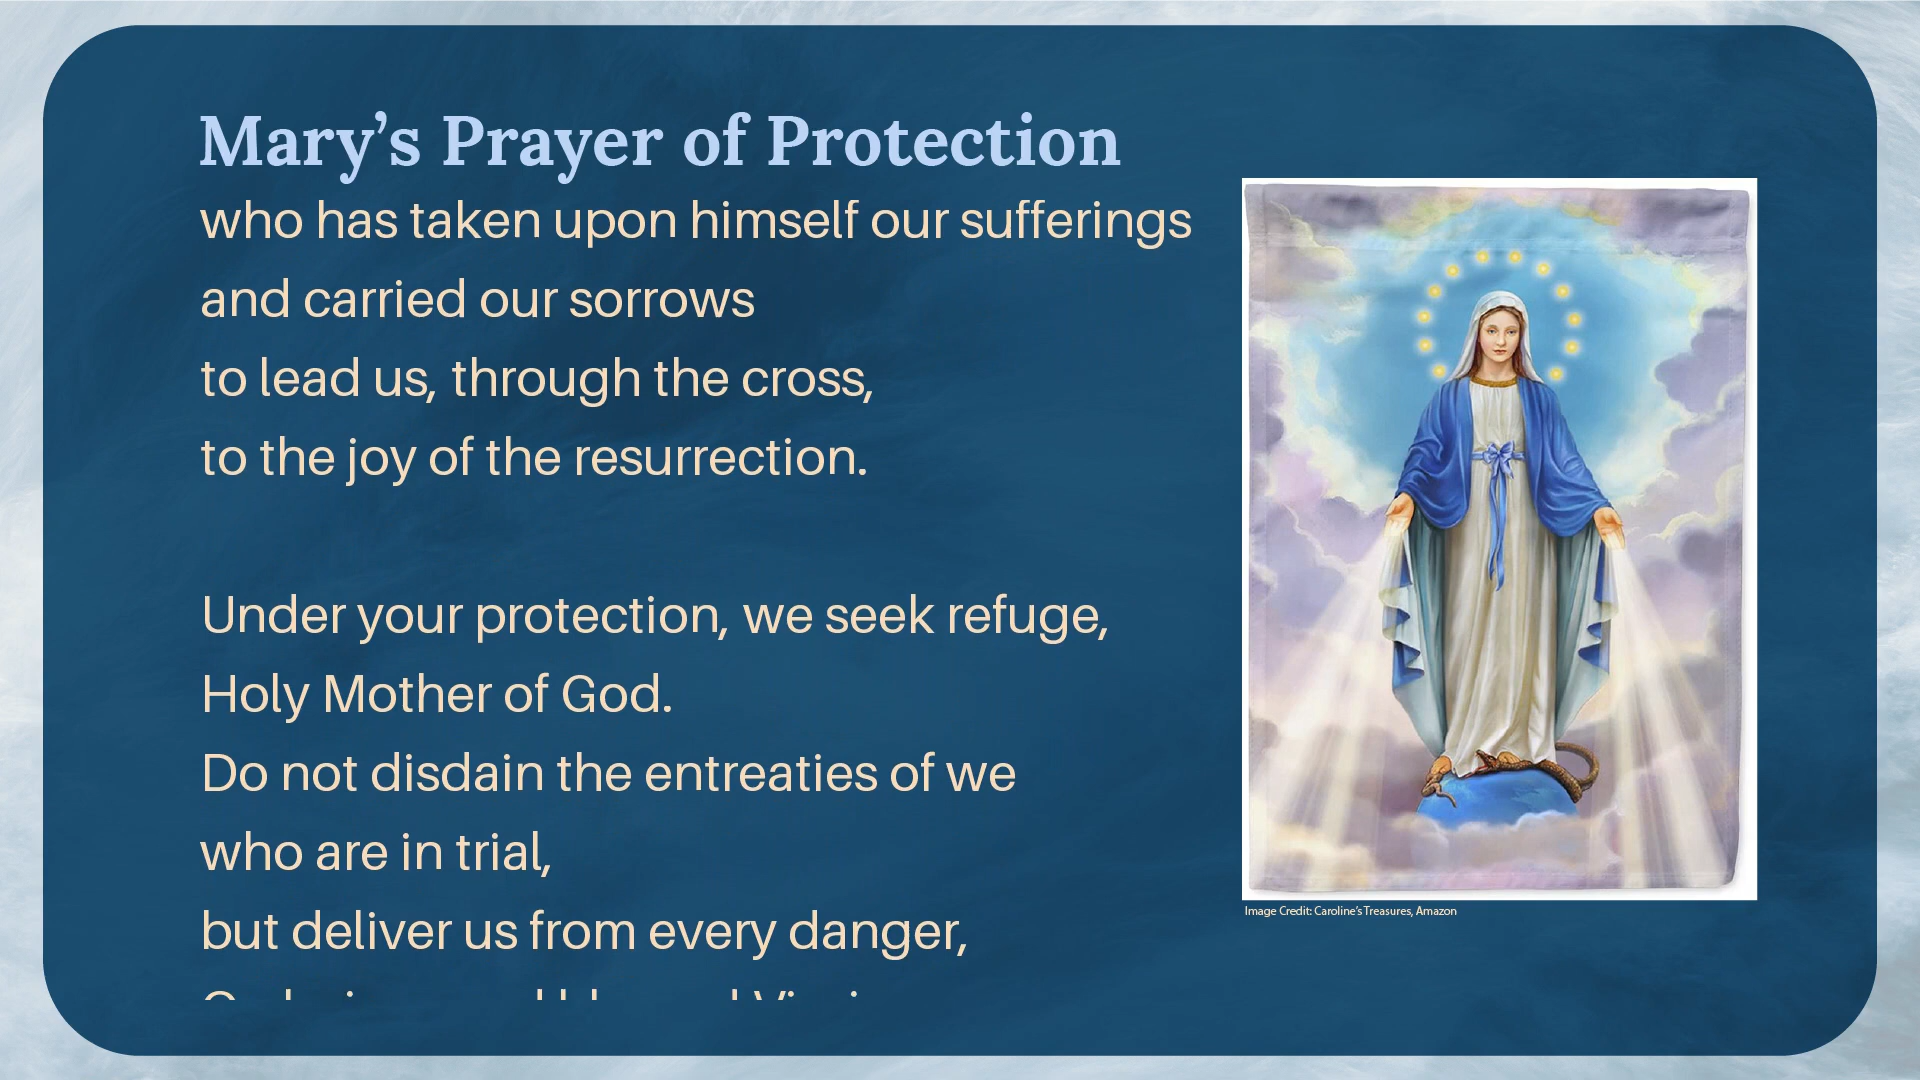 Mary’s Prayer of Protection
who has taken upon himself our sufferings
and carried our sorrows
to lead us, through the cross,
to the joy of the resurrection.
Under your protection, we seek refuge,
Holy Mother of God.
Do not disdain the entreaties of we
who are in trial,
but deliver us from every danger,
Image Credit: Caroline’s Treasures, Amazon